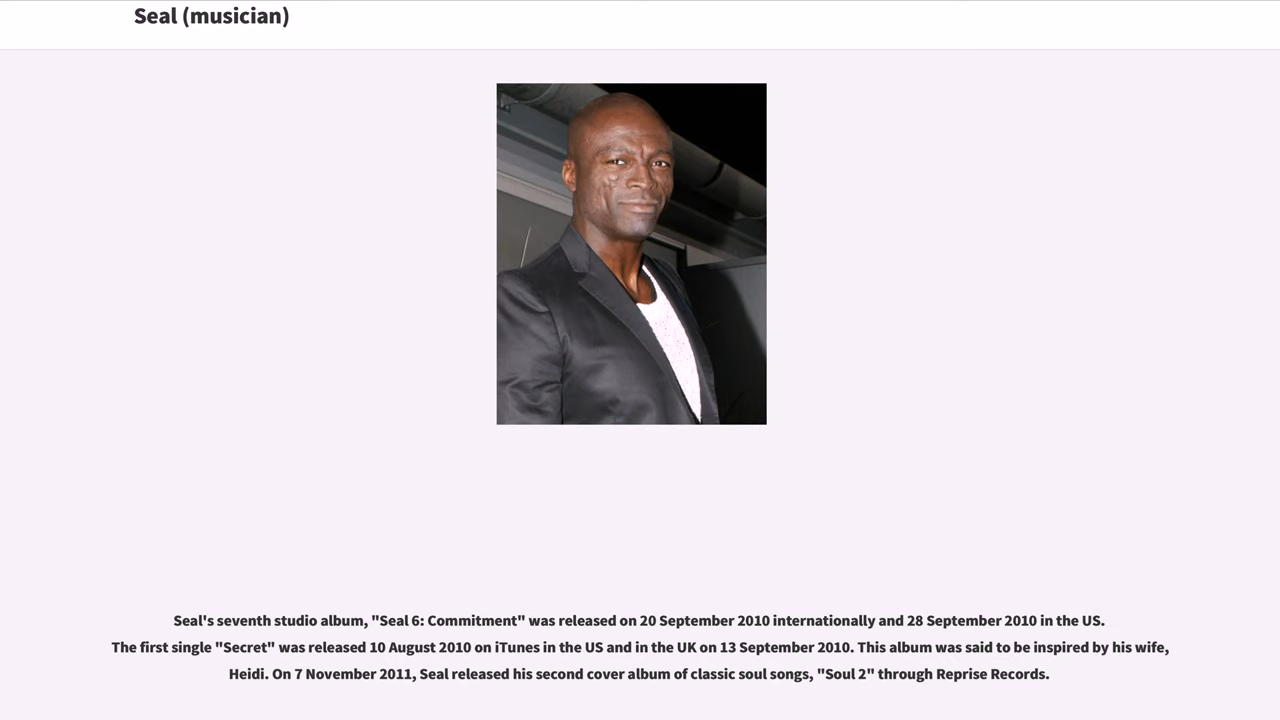 Seal (musician)
Seal's seventh studio album, "Seal 6: Commitment" was released on 20 September 2010 internationally and 28 September 2010 in the US.
The first single "Secret" was released 10 August 2010 on iTunes in the US and in the UK on 13 September 2010. This album was said to be inspired by his wife,
Heidi. On 7 November 2011, Seal released his second cover album of classic soul songs, "Soul 2" through Reprise Records.